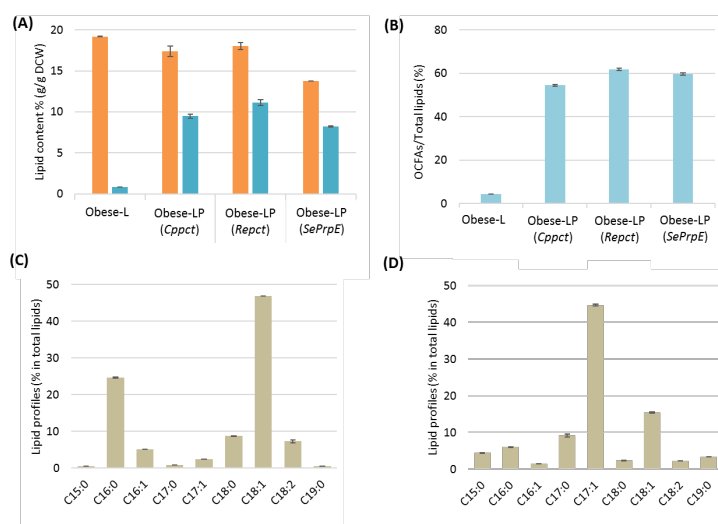 (A)
Lipid content % (g/g DCW)
20
15
10
5
0
Obese-L
Obese-LP
(Cppct)
Obese-LP
(Repct)
Obese-LP
(SePrpE)
(B)
OCFAs/Total lipids (%)
80
60
40
20
0
Obese-L
Obese-LP
(Cppct)
Obese-LP
(Repct)
Obese-LP
(SePrpE)
(C)
Lipid profiles (% in total lipids)
50
40
30
20
10
0
C15:0
C16:0
C16:1
C17:0
C17:1
C18:0
C18:1
C18:2
C19:0
(D)
Lipid profiles (% in total lipids)
50
40
30
20
10
0
C15:0
C16:0
C16:1
C17:0
C17:1
C18:0
C18:1
C18:2
C19:0